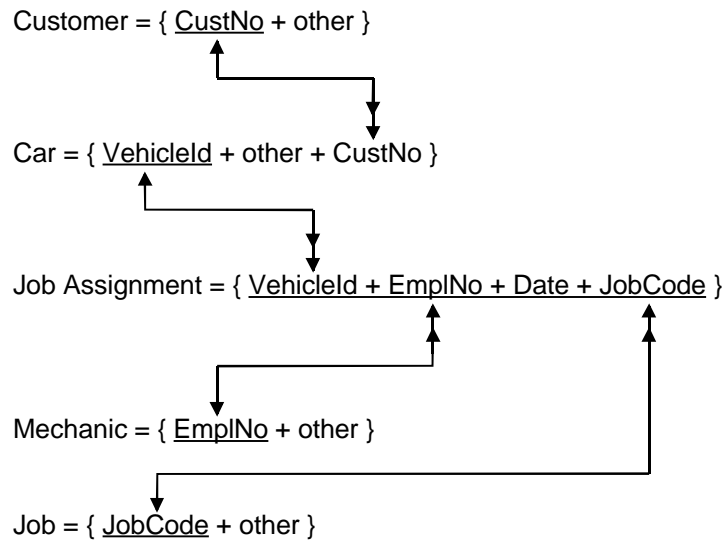 Customer = { CustNo + other }
Car = { VehicleId + other + CustNo }
Job Assignment = { VehicleId + EmplNo + Date + JobCode }
Mechanic = { EmplNo + other }
Job = { JobCode + other }